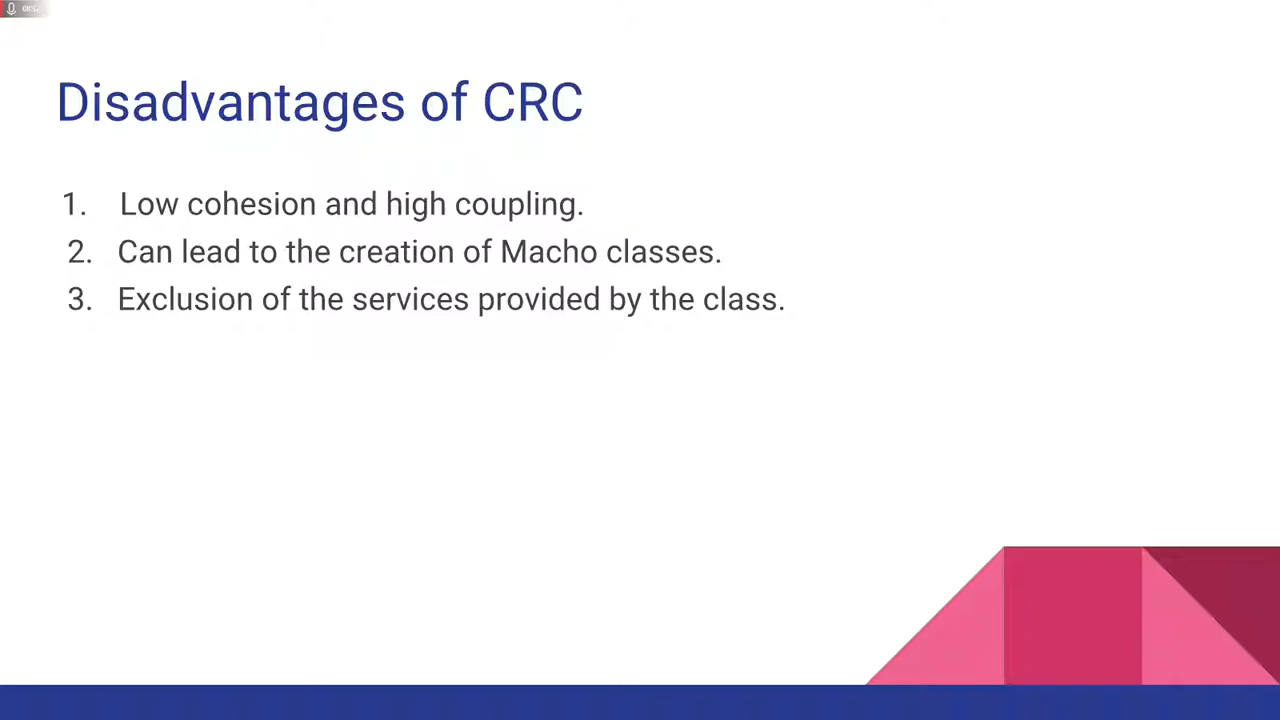 Disadvantages of CRC
1. Low cohesion and high coupling.
2. Can lead to the creation of Macho classes.
3. Exclusion of the services provided by the class.